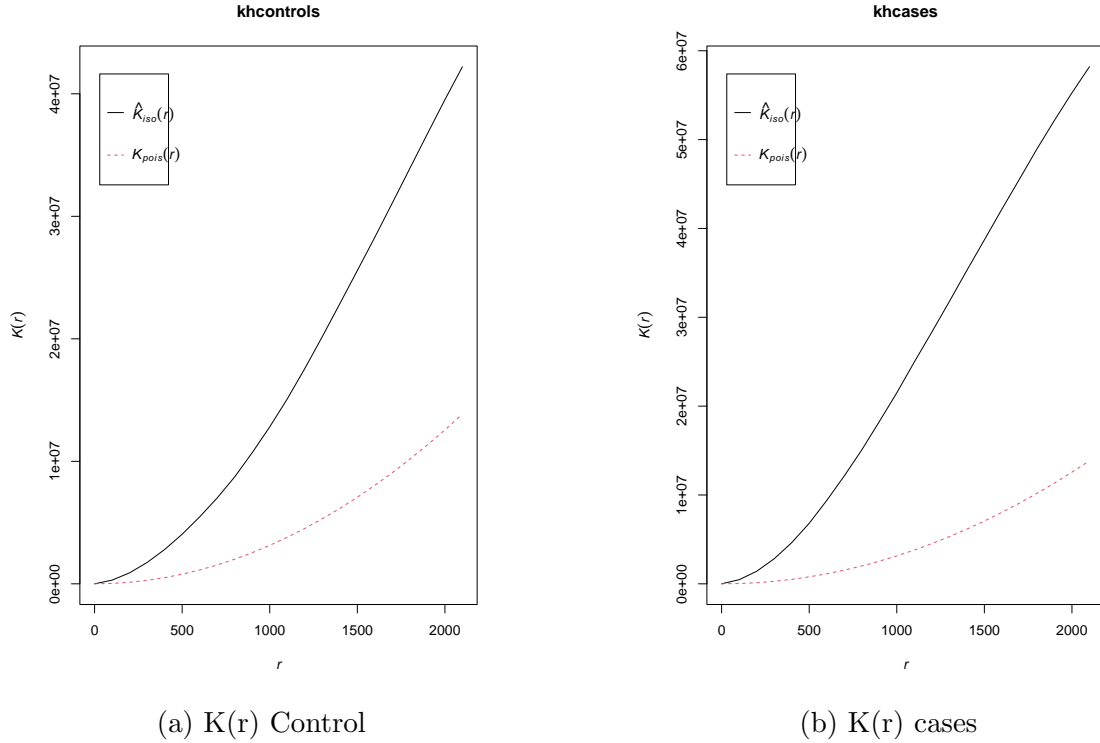 khcontrols
K̂iso(r)
Kpois(r)
K(r)
0e+00 1e+07 2e+07 3e+07 4e+07
0 500 1000 1500 2000
r
(a) K(r) Control
khcases
K̂iso(r)
Kpois(r)
K(r)
0e+00 1e+07 2e+07 3e+07 4e+07 5e+07 6e+07
0 500 1000 1500 2000
r
(b) K(r) cases